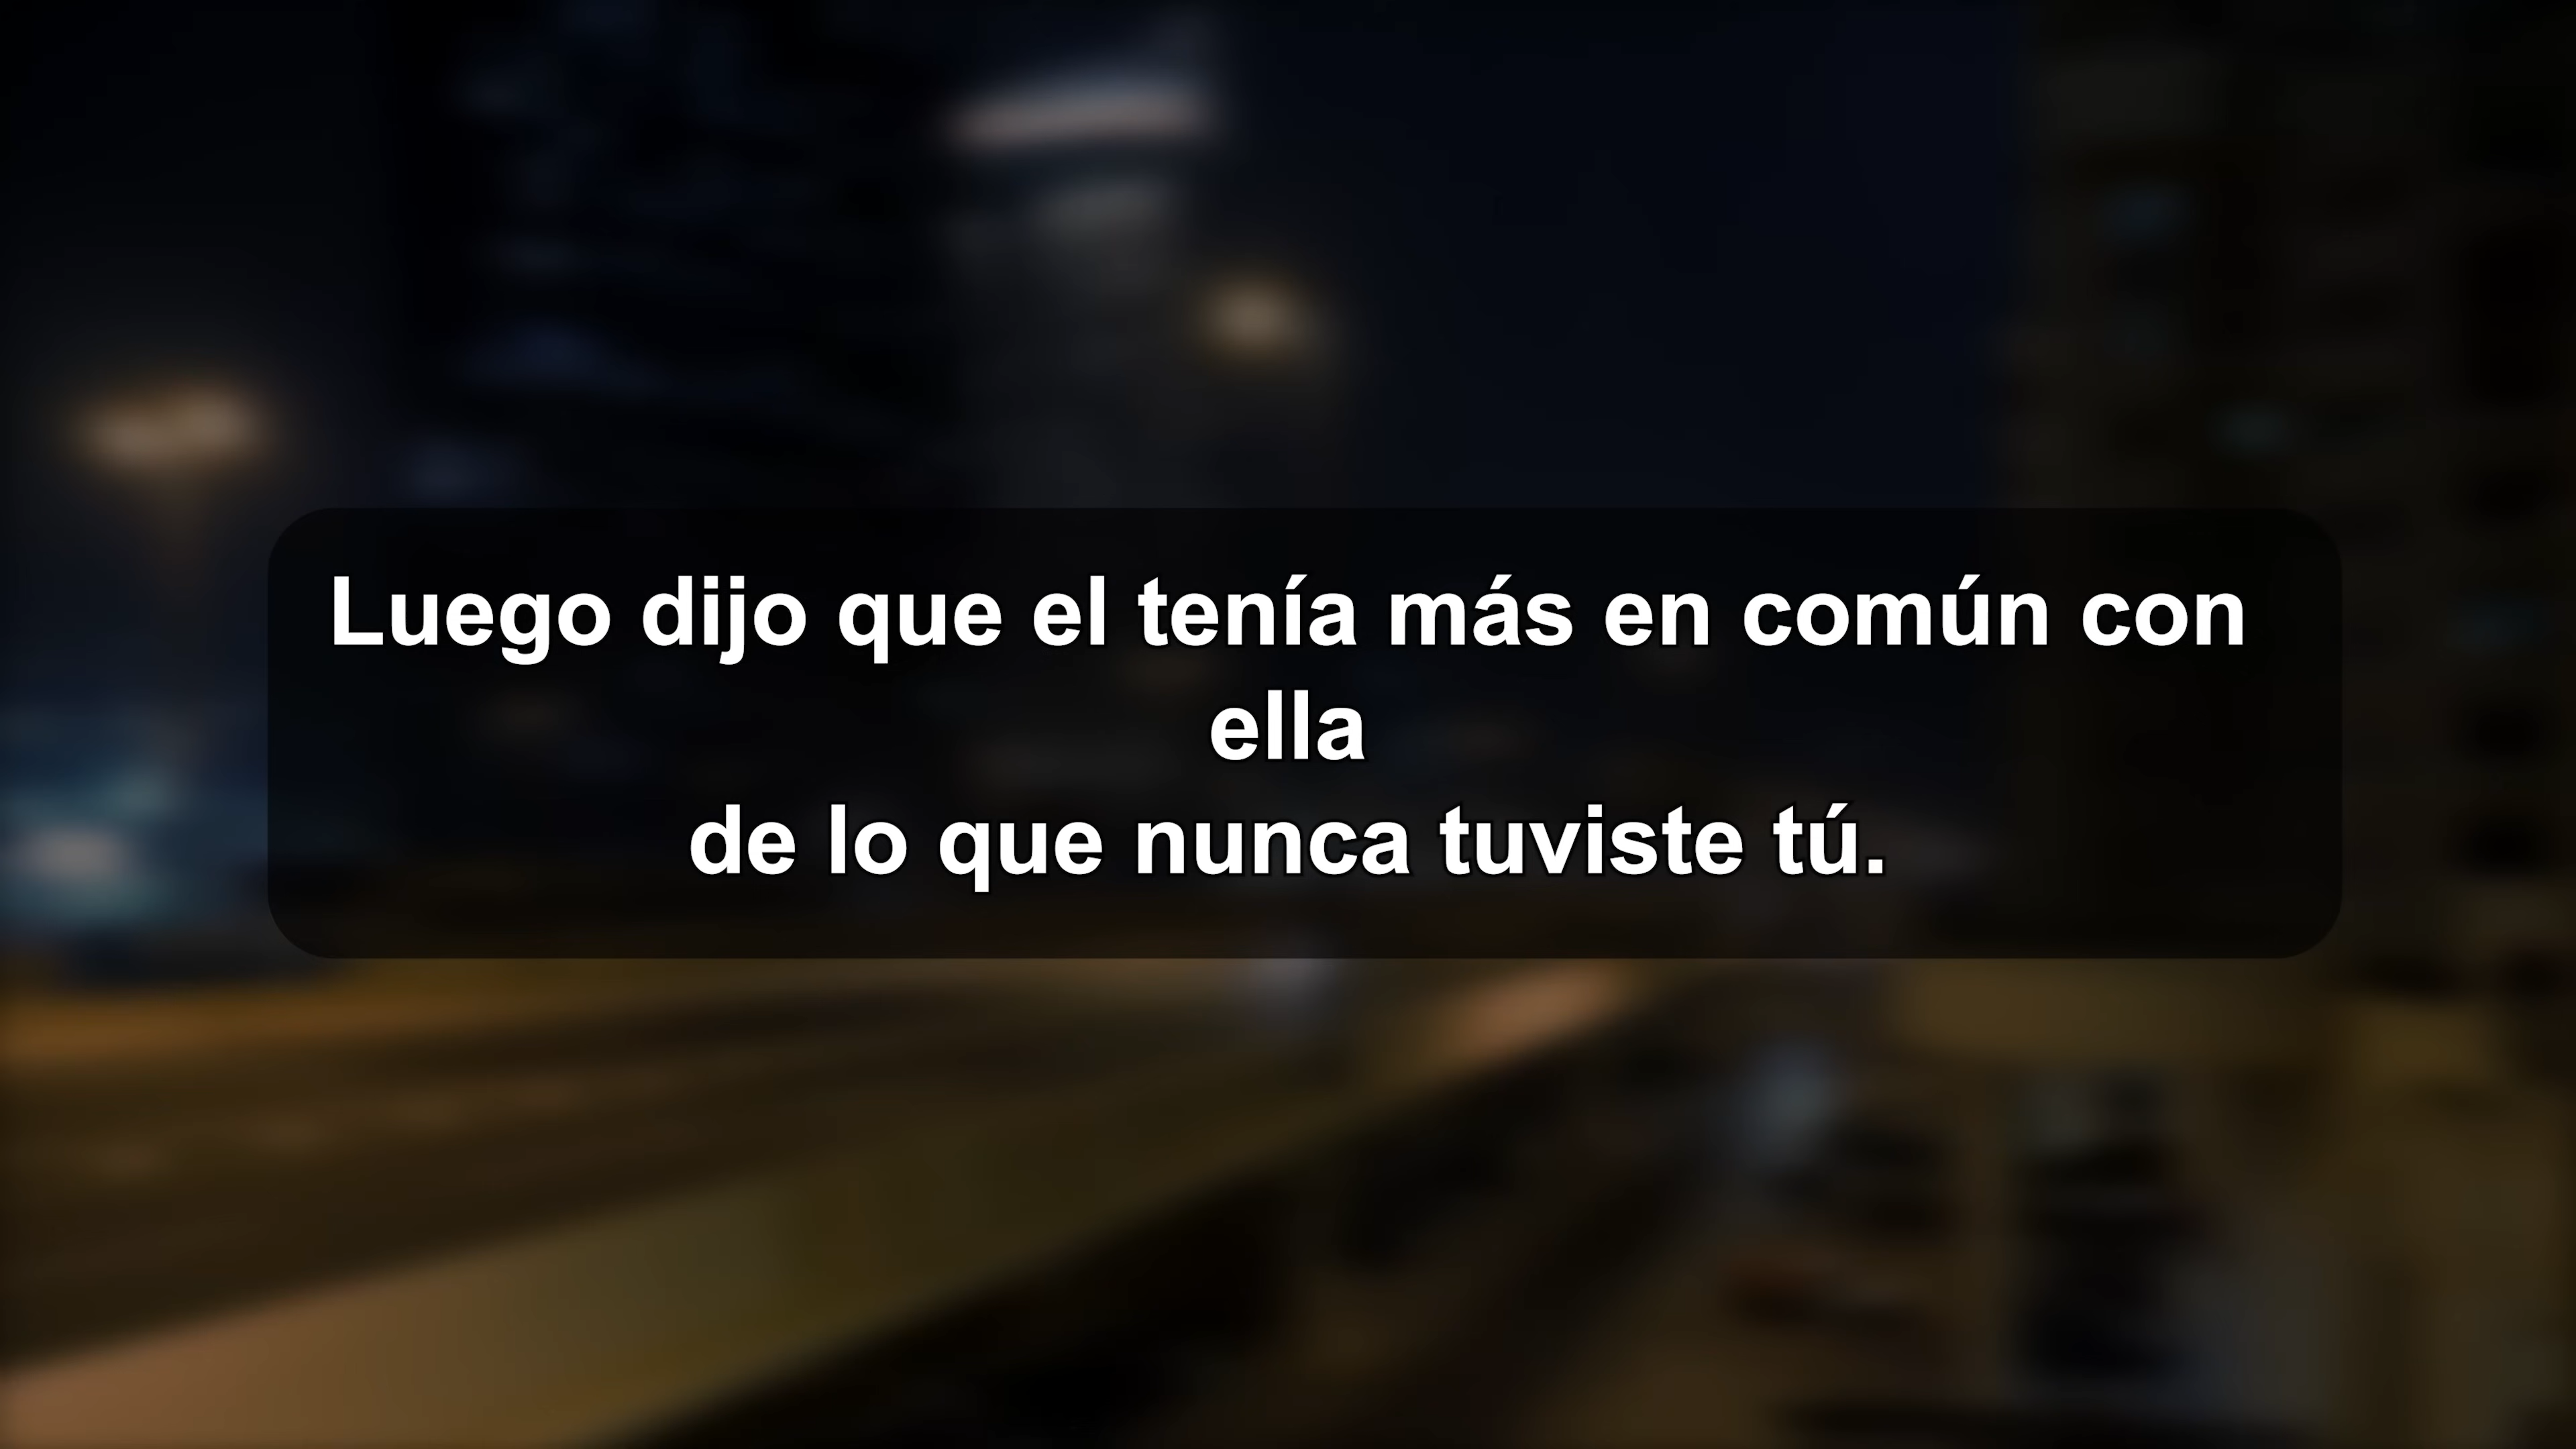 Luego dijo que el tenía más en común con
ella
de lo que nunca tuviste tú.